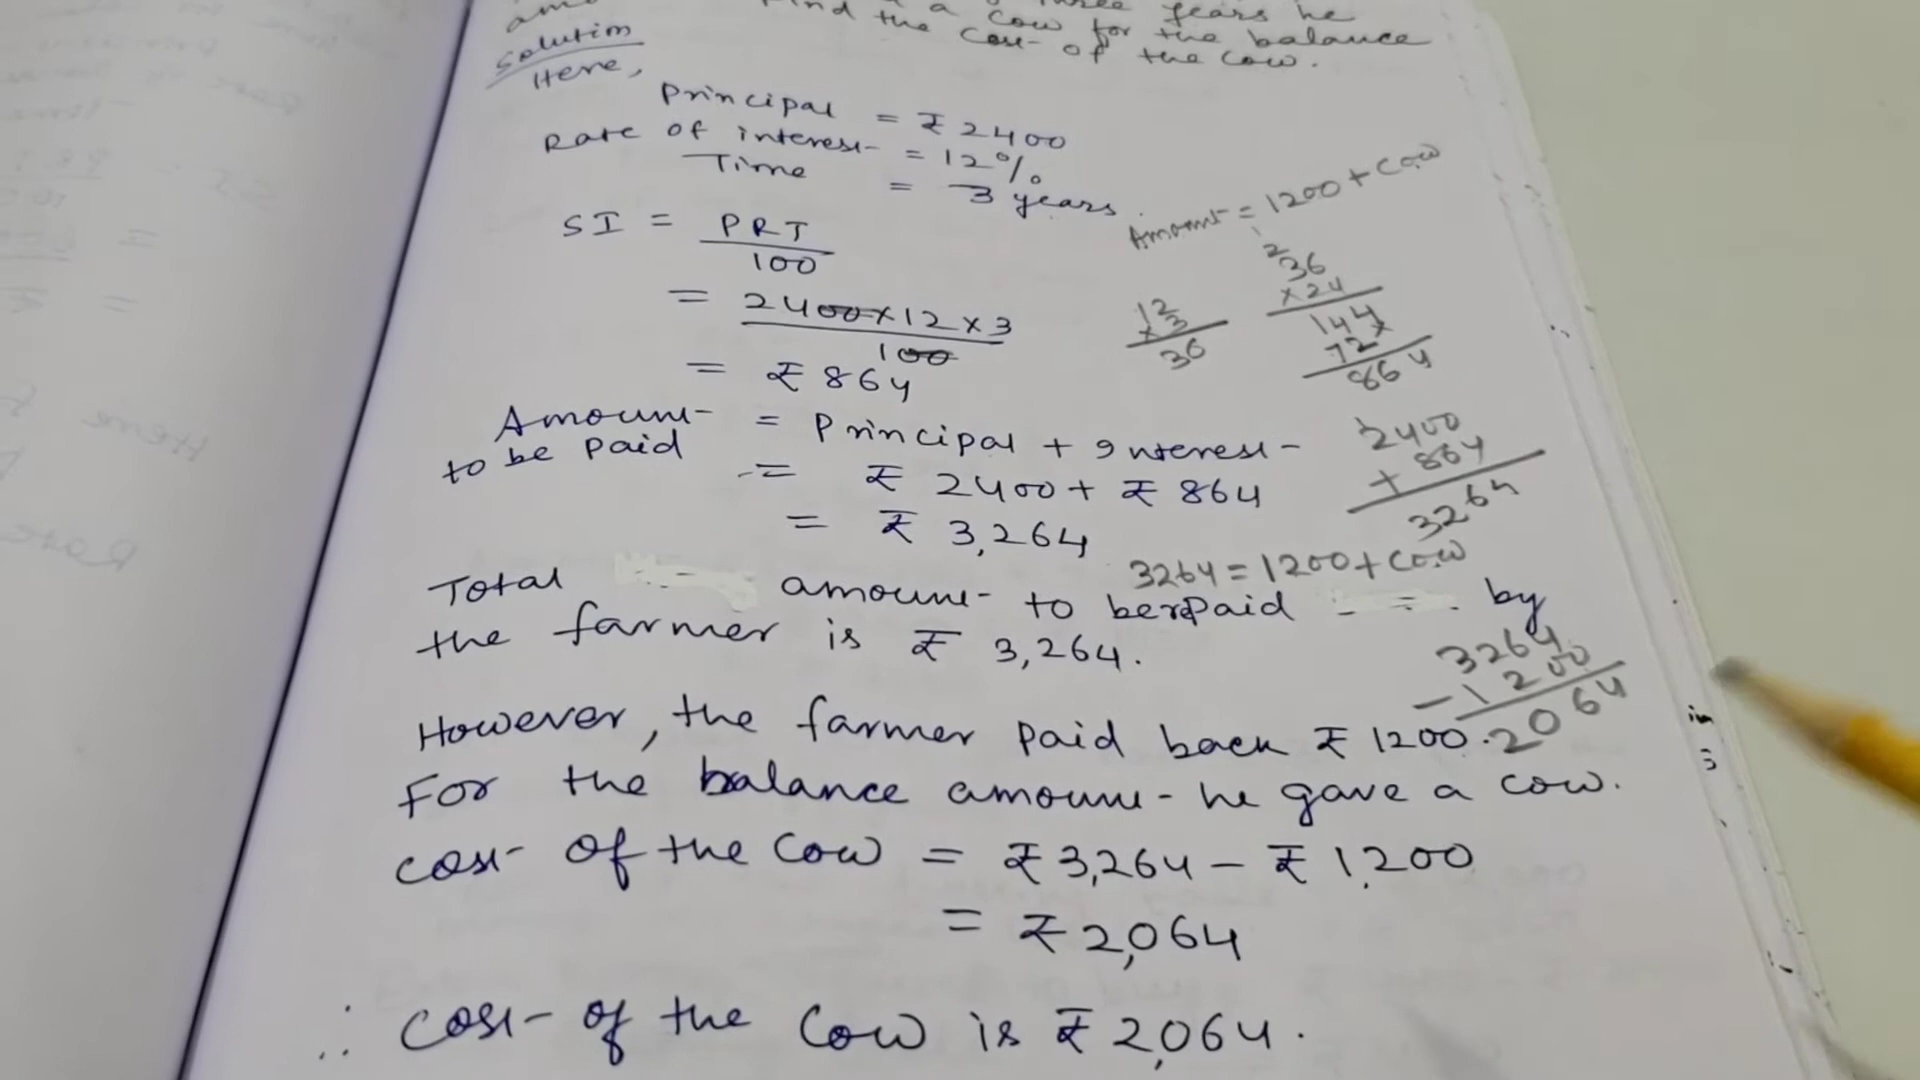 a cow for the balance
Find the cost of the cow.
Solution
Here,
Principal = ₹ 2400
Rate of interest = 12%
Time = 3 years
Amount = 1200 + cow
SI = PRT
100
= 2400 x 12 x 3
100
= ₹ 864
12
x 3
36
2
36
x 24
144
72x
864
Amount = Principal + Interest
to be paid
= ₹ 2400 + ₹ 864
= ₹ 3,264
2400
+ 864
3264
3264 = 1200 + cow
Total amount to be paid by
the farmer is ₹ 3,264.
3264
- 1200
2064
However, the farmer paid back ₹ 1200.
For the balance amount he gave a cow.
cost of the cow = ₹ 3,264 - ₹ 1,200
= ₹ 2,064
∴ cost of the cow is ₹ 2,064.